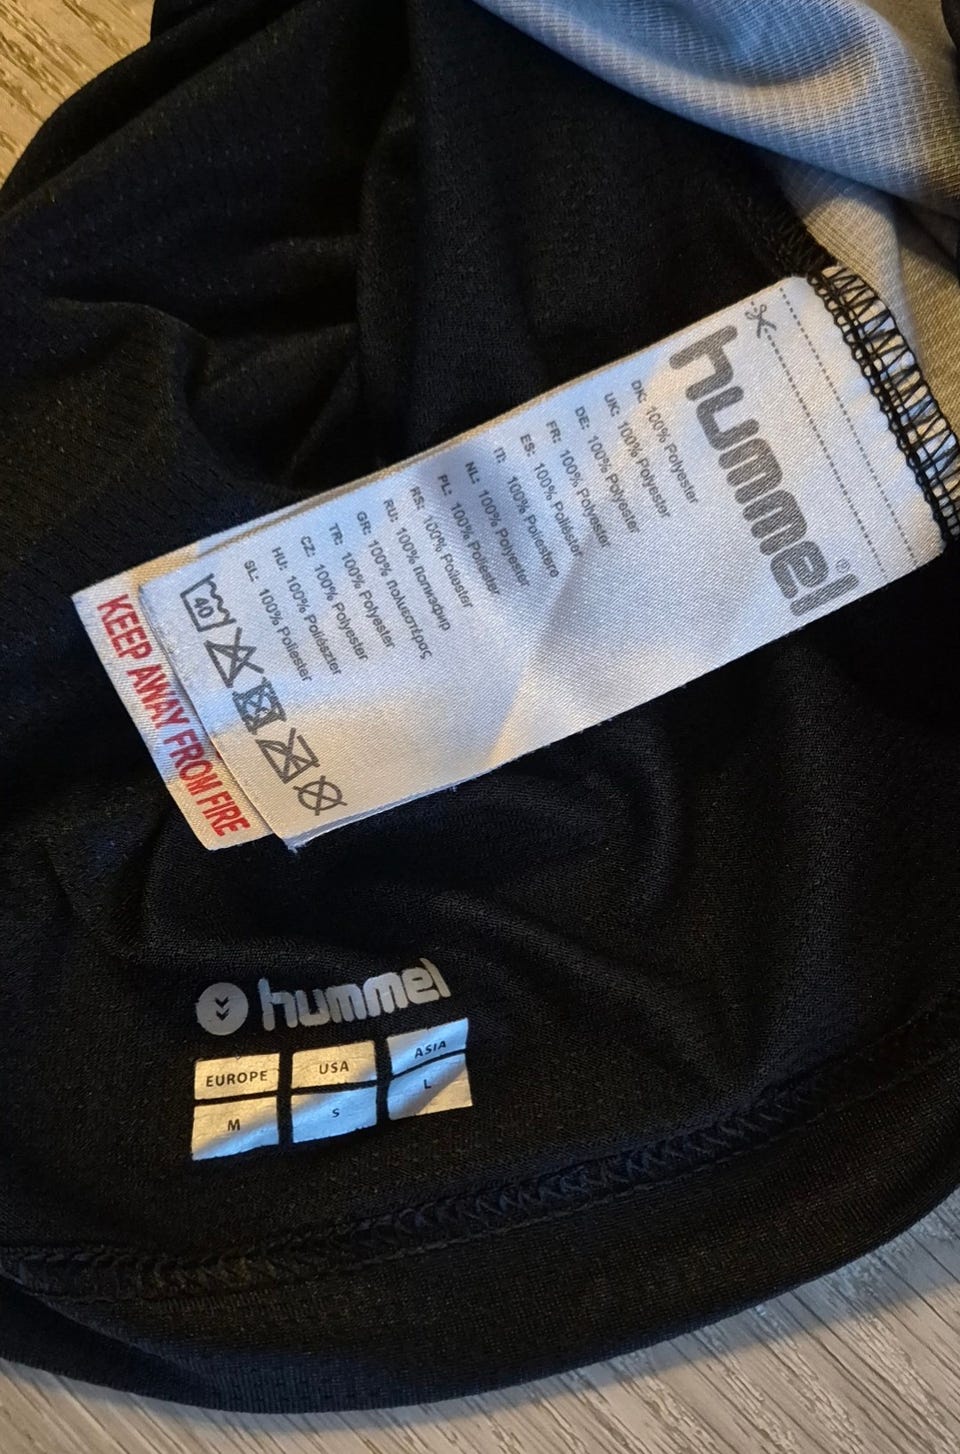 hummel®
DK: 100% Polyester
UK: 100% Polyester
DE: 100% Polyester
FR: 100% Polyester
ES: 100% Poliéster
IT: 100% Poliestere
NL: 100% Polyester
PL: 100% Poliester
RS: 100% Poliester
RU: 100% Полиэфир
GR: 100% πολυεστέρας
TR: 100% Polyester
CZ: 100% Polyester
HU: 100% Poliészter
SL: 100% Poliester
40
KEEP AWAY FROM FIRE
hummel
EUROPE USA ASIA
M S L